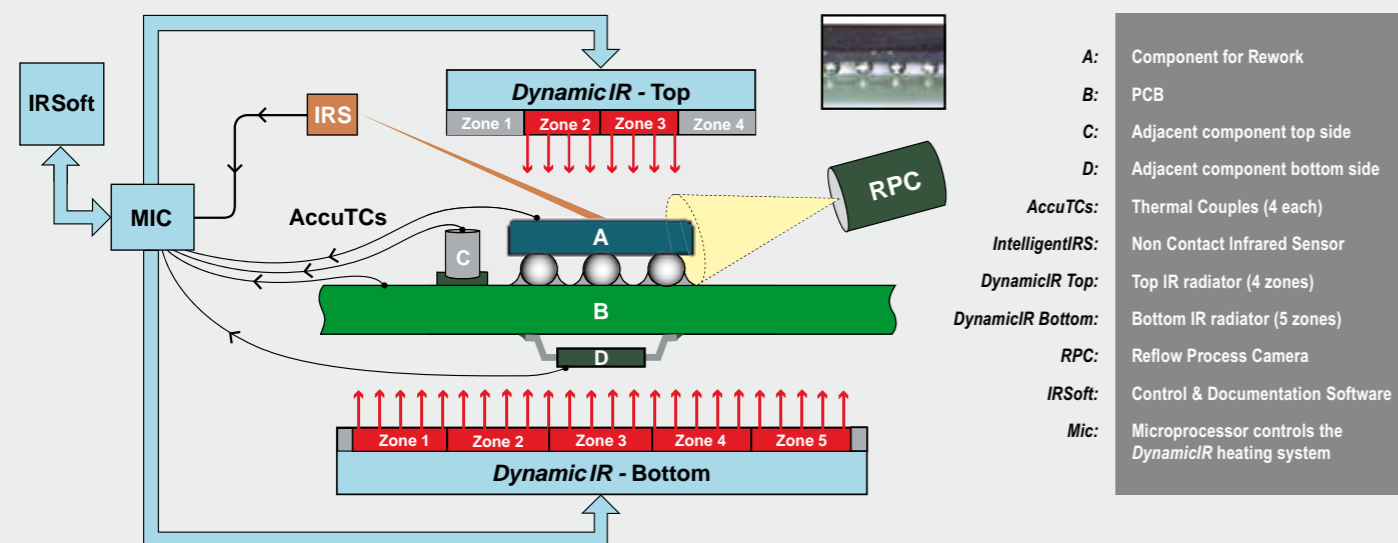 IRSoft
MIC
IRS
AccuTCs
DynamicIR - Top
Zone 1 Zone 2 Zone 3 Zone 4
RPC
A
C
B
D
Zone 1 Zone 2 Zone 3 Zone 4 Zone 5
DynamicIR - Bottom
A: Component for Rework
B: PCB
C: Adjacent component top side
D: Adjacent component bottom side
AccuTCs: Thermal Couples (4 each)
IntelligentIRS: Non Contact Infrared Sensor
DynamicIR Top: Top IR radiator (4 zones)
DynamicIR Bottom: Bottom IR radiator (5 zones)
RPC: Reflow Process Camera
IRSoft: Control & Documentation Software
Mic: Microprocessor controls the
DynamicIR heating system